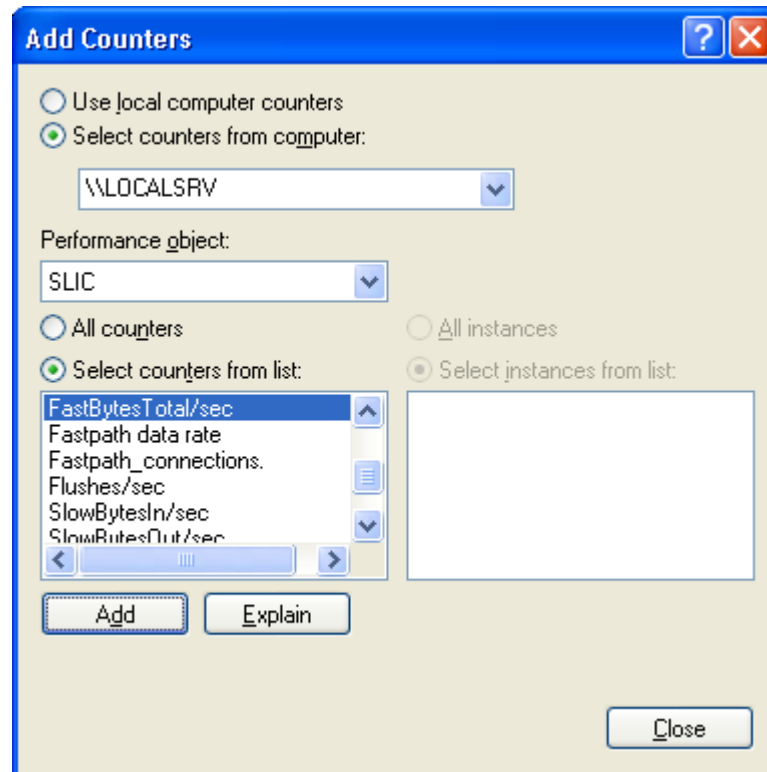 Add Counters
Use local computer counters
Select counters from computer:
\\LOCALSRV
Performance object:
SLIC
All counters
All instances
Select counters from list:
Select instances from list:
FastBytesTotal/sec
Fastpath data rate
Fastpath_connections.
Flushes/sec
SlowBytesIn/sec
SlowBytesOut/sec
Add
Explain
Close